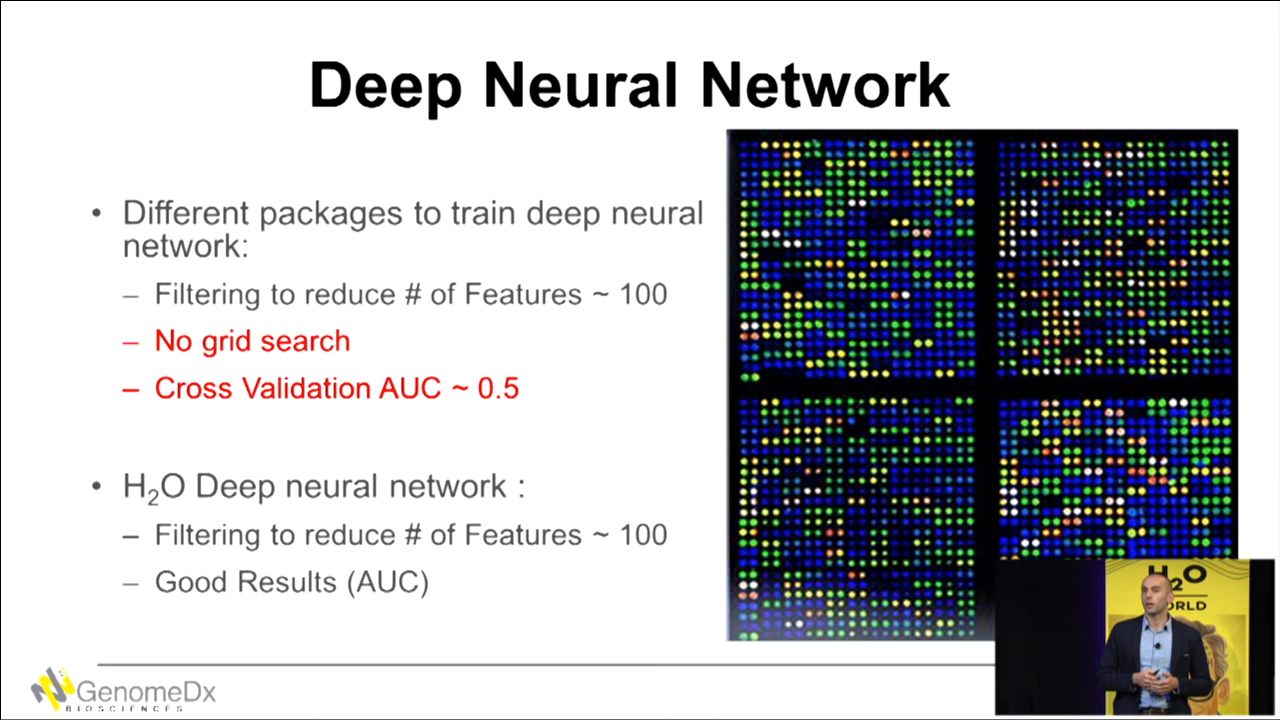 Deep Neural Network
• Different packages to train deep neural
network:
– Filtering to reduce # of Features ~ 100
– No grid search
– Cross Validation AUC ~ 0.5
• H₂O Deep neural network :
– Filtering to reduce # of Features ~ 100
– Good Results (AUC)
GenomeDx
BIOSCIENCES
H₂O
WORLD